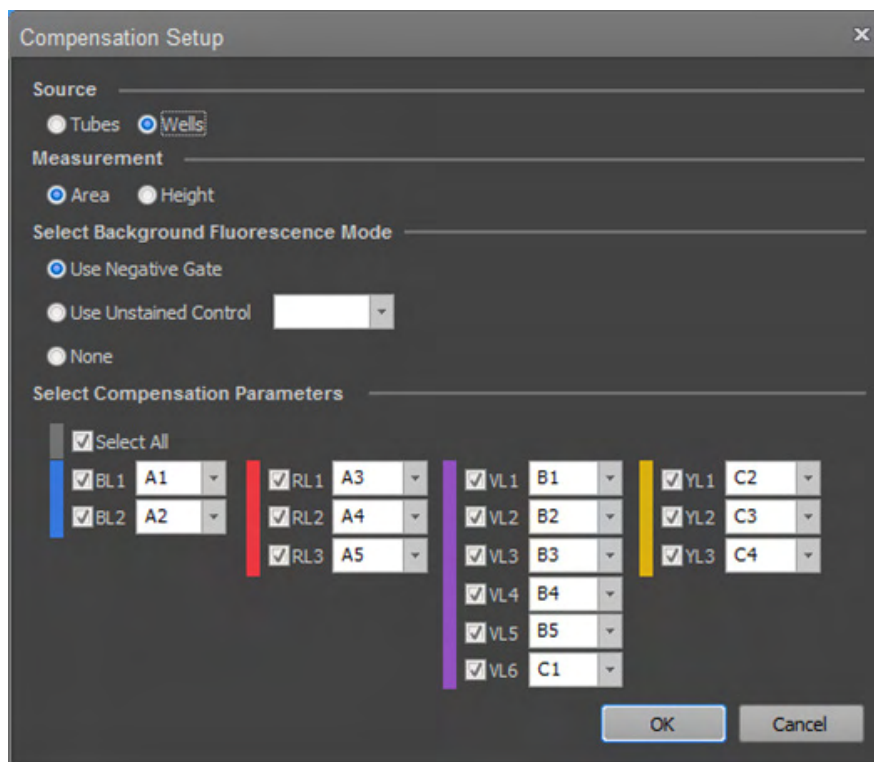 Compensation Setup
Source
Tubes Wells
Measurement
Area Height
Select Background Fluorescence Mode
Use Negative Gate
Use Unstained Control
None
Select Compensation Parameters
Select All
BL1 A1 RL1 A3 VL1 B1 YL1 C2
BL2 A2 RL2 A4 VL2 B2 YL2 C3
RL3 A5 VL3 B3 YL3 C4
VL4 B4
VL5 B5
VL6 C1
OK Cancel